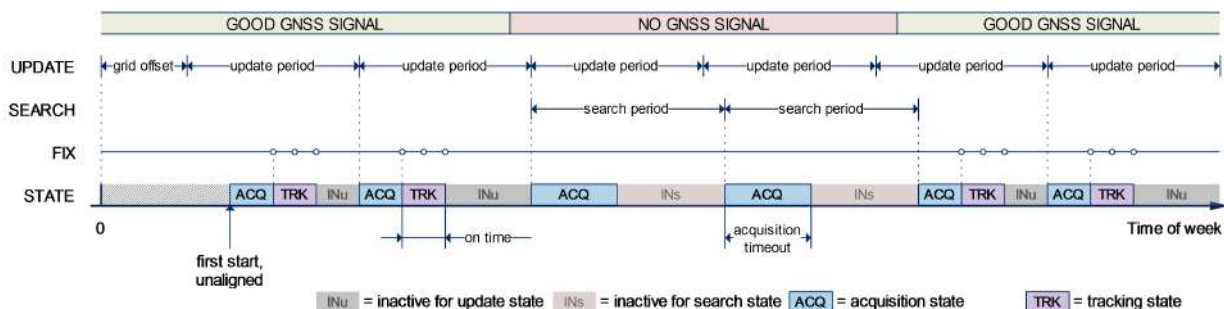 GOOD GNSS SIGNAL NO GNSS SIGNAL GOOD GNSS SIGNAL
UPDATE grid offset update period update period update period update period update period update period
SEARCH search period search period
FIX
STATE ACQ TRK INu ACQ TRK INu ACQ INs ACQ INs ACQ TRK INu ACQ TRK INu
0 on time acquisition Time of week
timeout
first start,
unaligned
INu = inactive for update state INs = inactive for search state ACQ = acquisition state TRK = tracking state